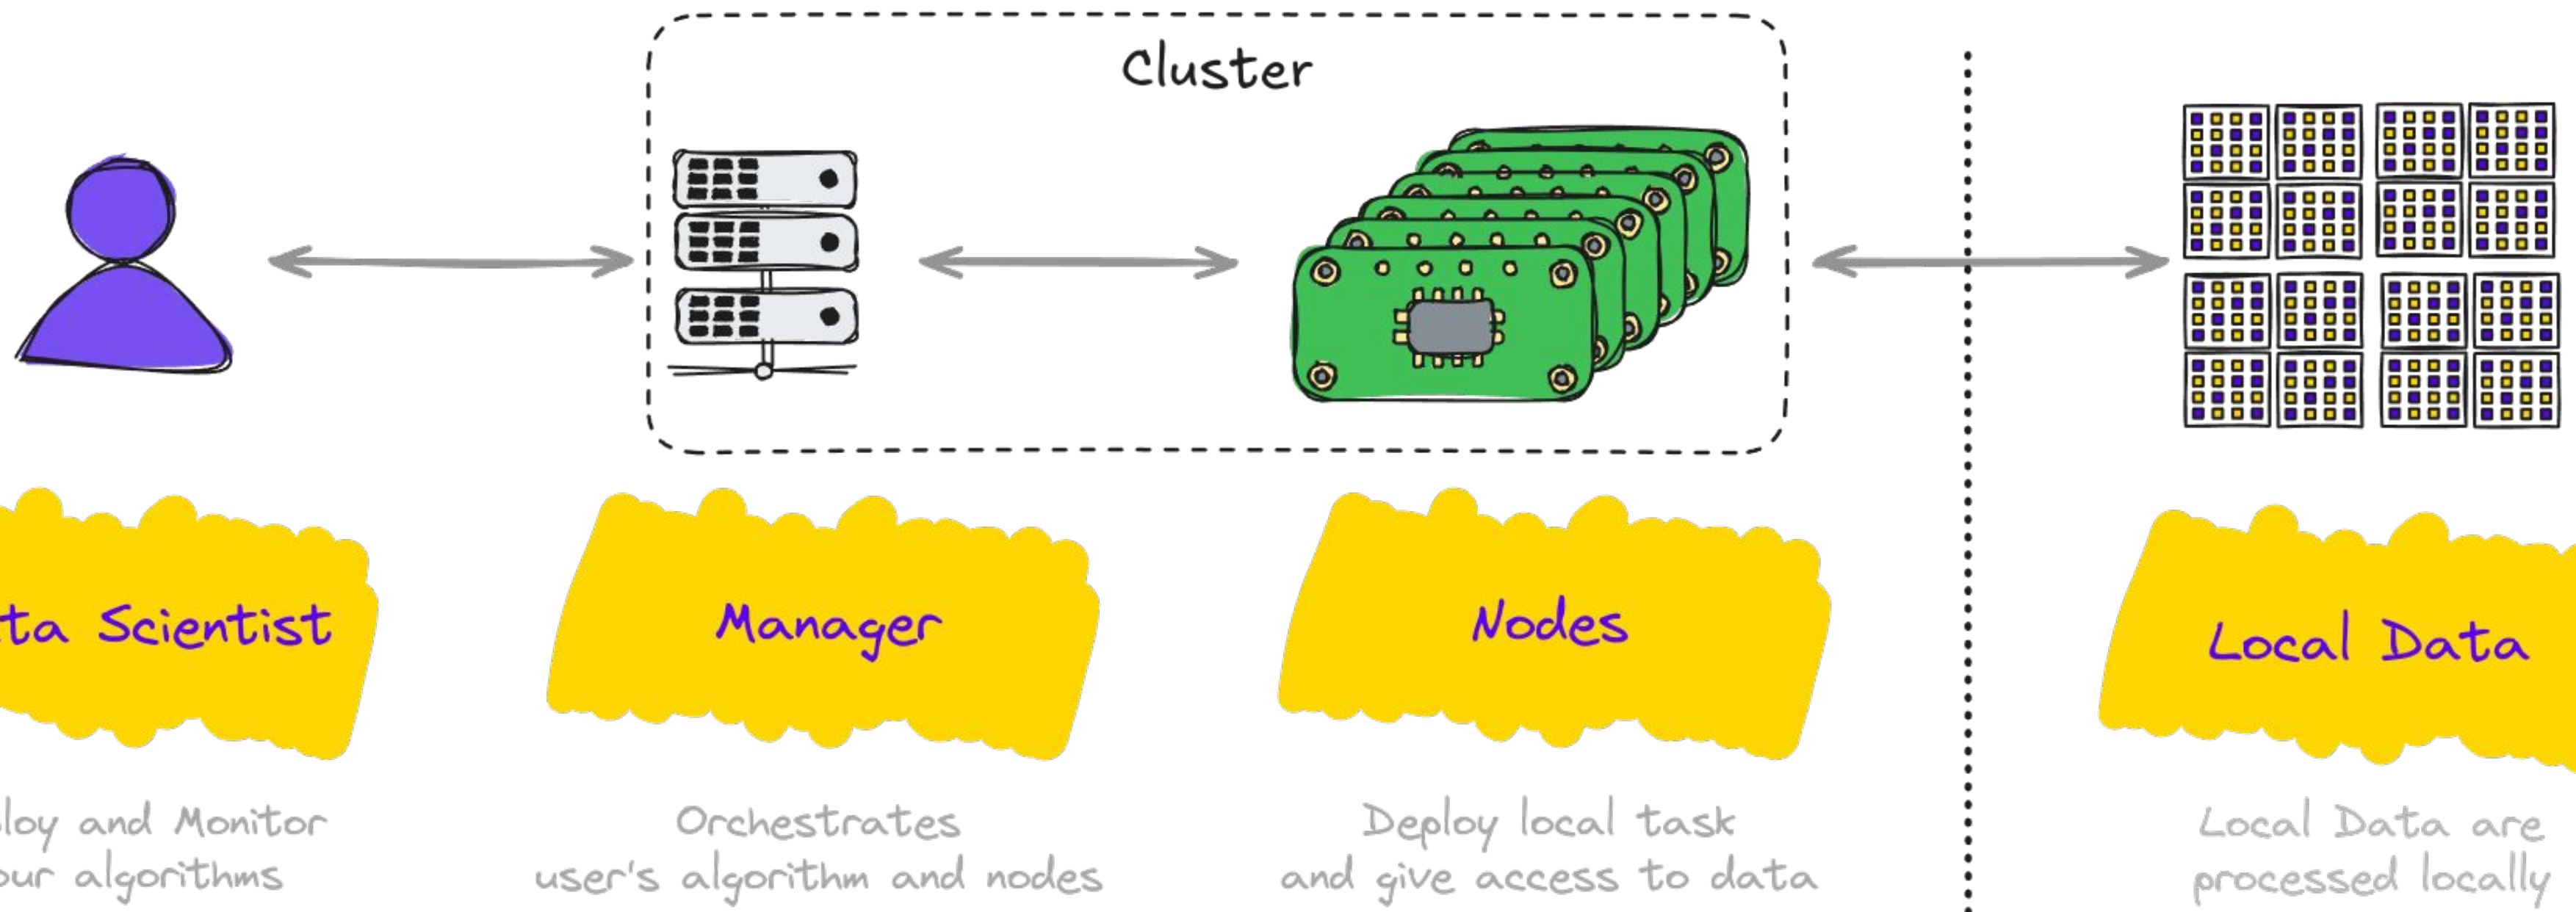 Cluster
ta Scientist
Manager
Nodes
Local Data
loy and Monitor
our algorithms
Orchestrates
user's algorithm and nodes
Deploy local task
and give access to data
Local Data are
processed locally